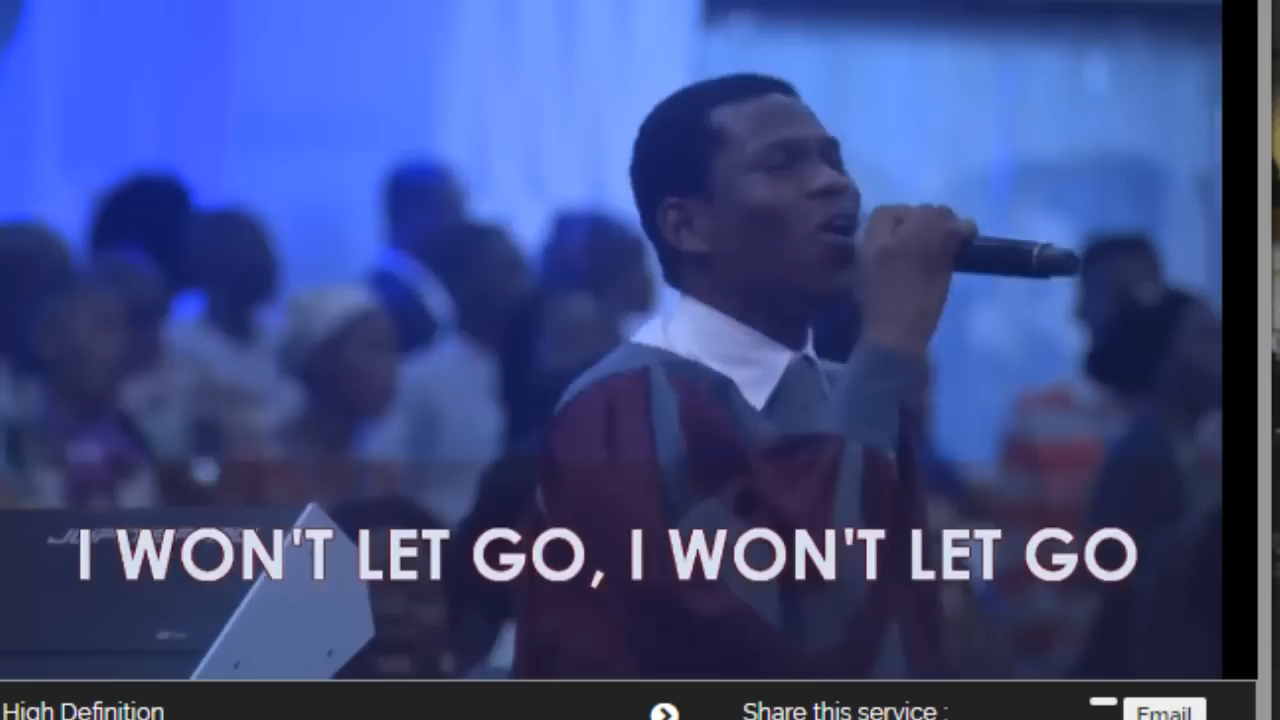 I WON'T LET GO, I WON'T LET GO
High Definition
Share this service :
Email